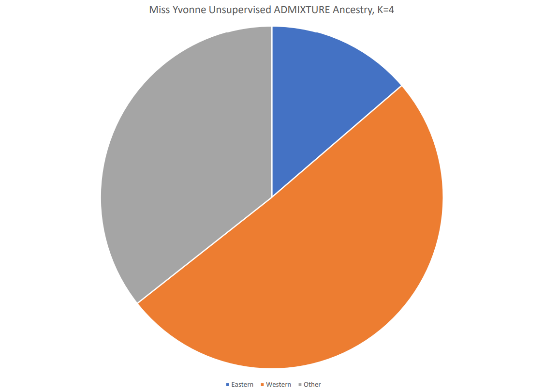 Miss Yvonne Unsupervised ADMIXTURE Ancestry, K=4
Eastern Western Other